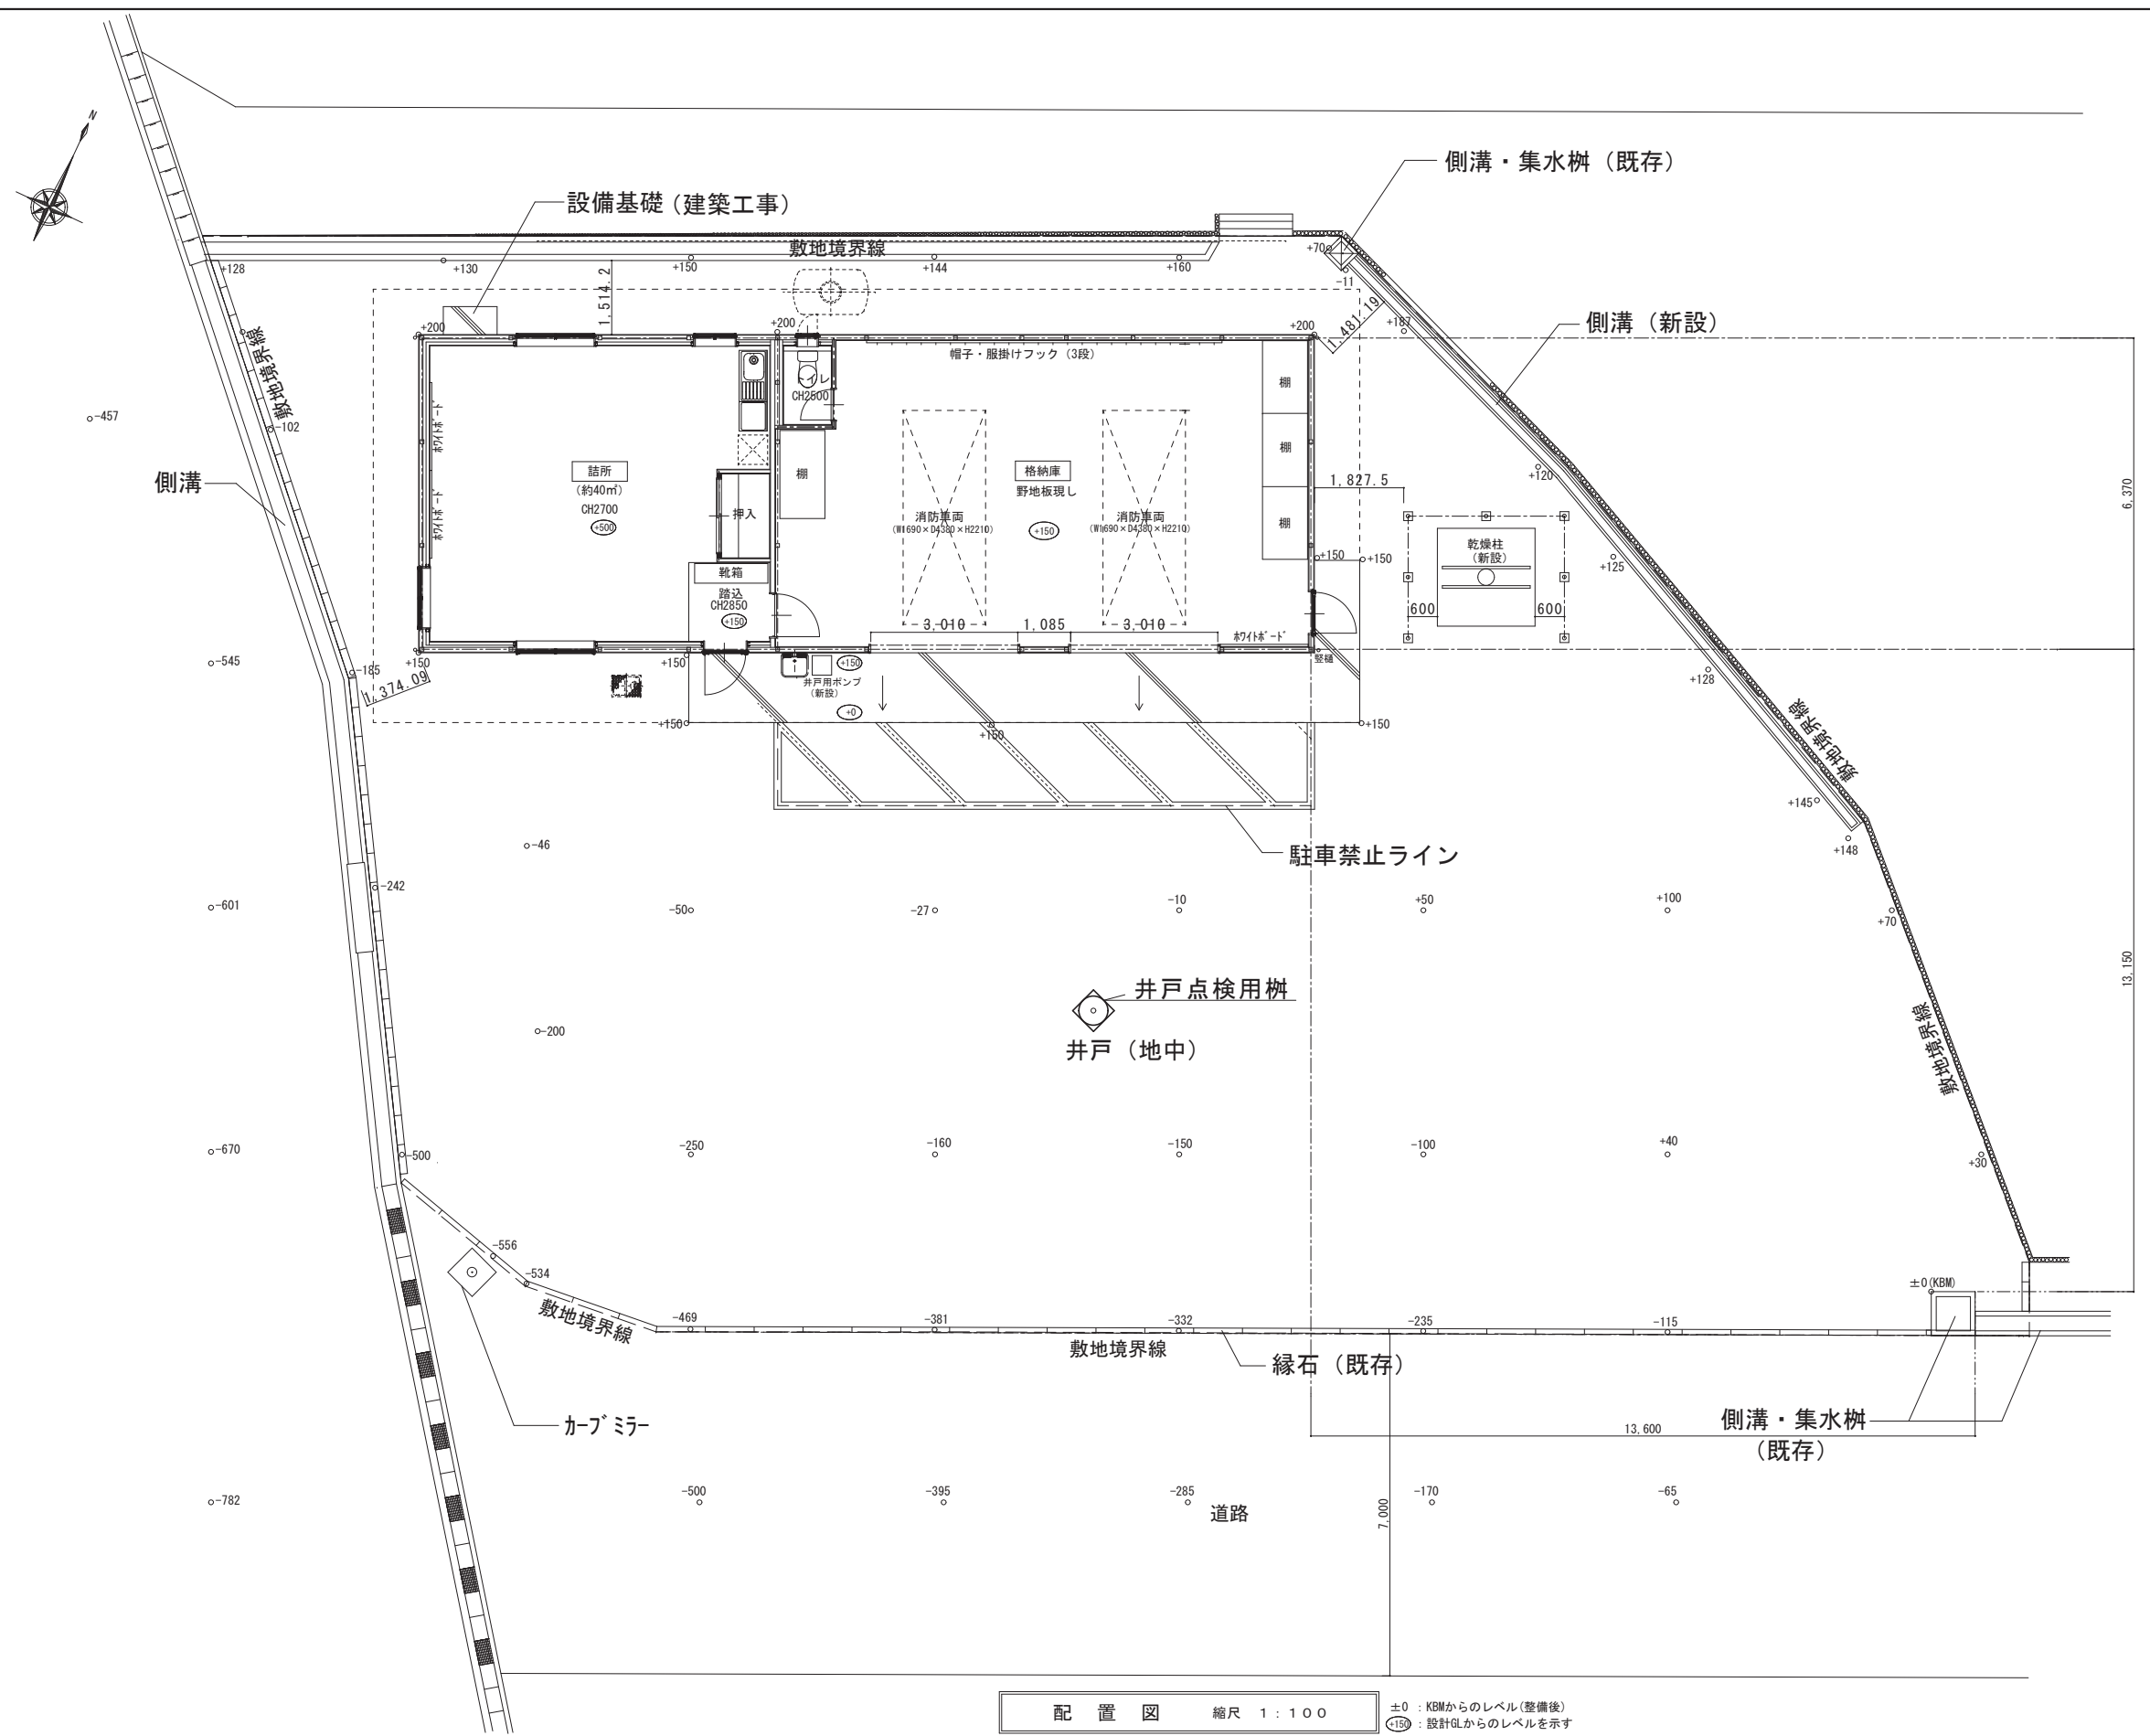 N
側溝・集水桝（既存）
設備基礎（建築工事）
敷地境界線
+128
+130
+150
+144
+160
+70
-11
1,514.2
1,481.19
+187
側溝（新設）
+200
+200
+200
帽子・服掛けフック（3段）
トイレ
CH2500
棚
棚
棚
棚
敷地境界線
-457
-102
ホワイトボード
ホワイトボード
側溝
詰所
(約40㎡)
CH2700
+500
押入
格納庫
野地板現し
+150
消防車両
(W1690×D4380×H2210)
消防車両
(W1690×D4380×H2210)
1,827.5
+120
6,370
乾燥柱
(新設)
+125
+150
+150
600
600
靴箱
踏込
CH2850
+150
3,010
1,085
3,010
ホワイトボード
竪樋
-545
-185
1,374.09
+150
+150
+150
井戸用ポンプ
(新設)
+0
+128
+150
+150
+150
敷地境界線
+145
+148
駐車禁止ライン
-46
-242
-601
-50
-27
-10
+50
+100
+70
13,150
井戸点検用桝
井戸（地中）
-200
敷地境界線
-670
-500
-250
-160
-150
-100
+40
+30
-556
-534
敷地境界線
±0(KBM)
-469
-381
-332
-235
-115
敷地境界線
縁石（既存）
カーブミラー
13,600
側溝・集水桝
（既存）
-782
-500
-395
-285
-170
-65
道路
7,000
配置図 縮尺 1：100
±0 : KBMからのレベル(整備後)
+150 : 設計GLからのレベルを示す